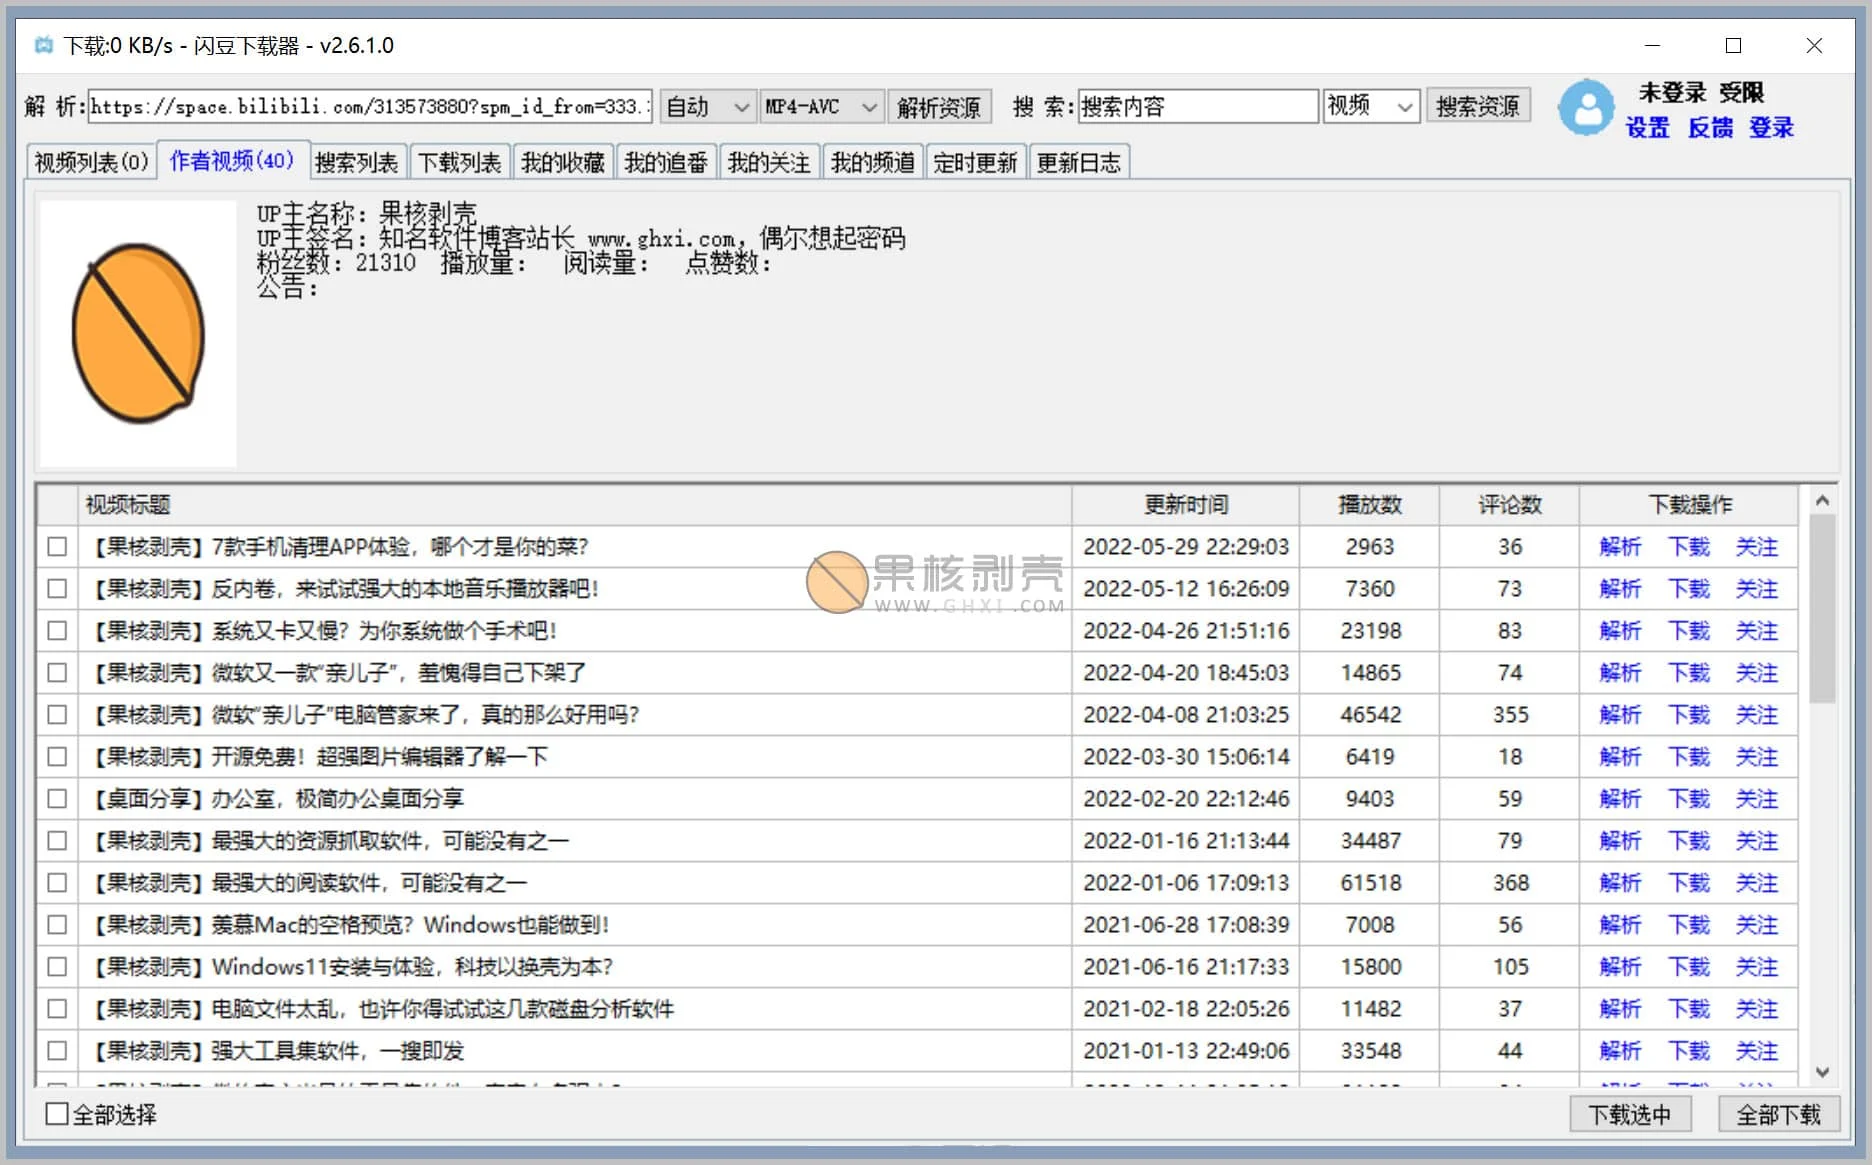 下载:0 KB/s - 闪豆下载器 - v2.6.1.0
解 析: https://space.bilibili.com/313573880?spm_id_from=333. 自动 MP4-AVC 解析资源 搜 索: 搜索内容 视频 搜索资源 未登录 受限
设置 反馈 登录
视频列表(0) 作者视频(40) 搜索列表 下载列表 我的收藏 我的追番 我的关注 我的频道 定时更新 更新日志
UP主名称：果核剥壳
UP主签名：知名软件博客站长 www.ghxi.com，偶尔想起密码
粉丝数：21310 播放量： 阅读量： 点赞数：
公告：
视频标题 更新时间 播放数 评论数 下载操作
【果核剥壳】7款手机清理APP体验，哪个才是你的菜？ 2022-05-29 22:29:03 2963 36 解析 下载 关注
【果核剥壳】反内卷，来试试强大的本地音乐播放器吧！ 2022-05-12 16:26:09 7360 73 解析 下载 关注
【果核剥壳】系统又卡又慢？为你系统做个手术吧！ 2022-04-26 21:51:16 23198 83 解析 下载 关注
【果核剥壳】微软又一款“亲儿子”，羞愧得自己下架了 2022-04-20 18:45:03 14865 74 解析 下载 关注
【果核剥壳】微软“亲儿子”电脑管家来了，真的那么好用吗？ 2022-04-08 21:03:25 46542 355 解析 下载 关注
【果核剥壳】开源免费！超强图片编辑器了解一下 2022-03-30 15:06:14 6419 18 解析 下载 关注
【桌面分享】办公室，极简办公桌面分享 2022-02-20 22:12:46 9403 59 解析 下载 关注
【果核剥壳】最强大的资源抓取软件，可能没有之一 2022-01-16 21:13:44 34487 79 解析 下载 关注
【果核剥壳】最强大的阅读软件，可能没有之一 2022-01-06 17:09:13 61518 368 解析 下载 关注
【果核剥壳】羡慕Mac的空格预览？Windows也能做到！ 2021-06-28 17:08:39 7008 56 解析 下载 关注
【果核剥壳】Windows11安装与体验，科技以换壳为本？ 2021-06-16 21:17:33 15800 105 解析 下载 关注
【果核剥壳】电脑文件太乱，也许你得试试这几款磁盘分析软件 2021-02-18 22:05:26 11482 37 解析 下载 关注
【果核剥壳】强大工具集软件，一搜即发 2021-01-13 22:49:06 33548 44 解析 下载 关注
果核剥壳
WWW.GHXI.COM
全部选择 下载选中 全部下载